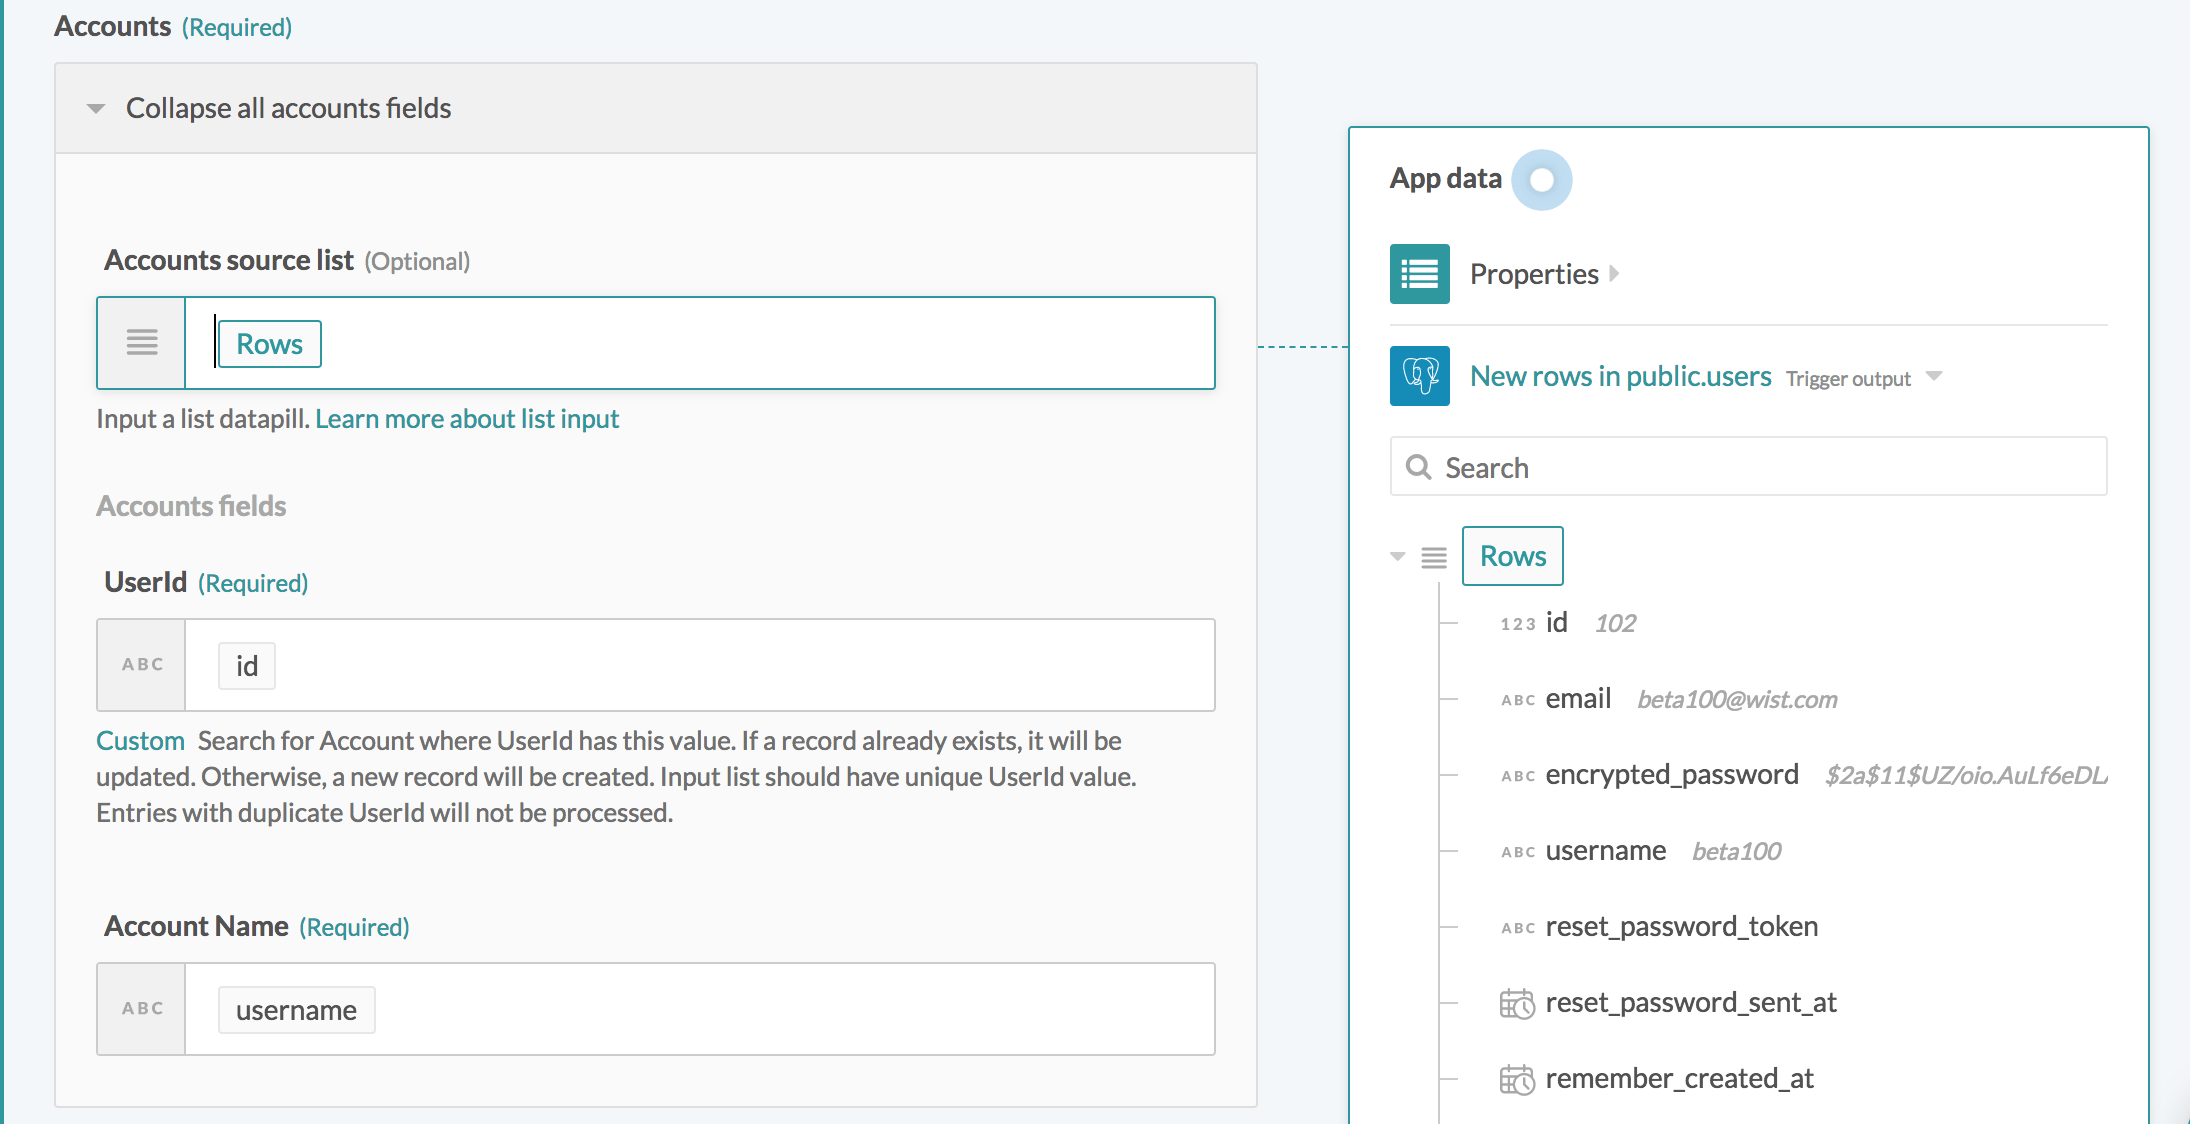 Accounts (Required)
Collapse all accounts fields
Accounts source list (Optional)
Rows
Input a list datapill. Learn more about list input
Accounts fields
UserId (Required)
ABC id
Custom Search for Account where UserId has this value. If a record already exists, it will be
updated. Otherwise, a new record will be created. Input list should have unique UserId value.
Entries with duplicate UserId will not be processed.
Account Name (Required)
ABC username
App data
Properties
New rows in public.users Trigger output
Search
Rows
123 id 102
ABC email beta100@wist.com
ABC encrypted_password $2a$11$UZ/oio.AuLf6eDL
ABC username beta100
ABC reset_password_token
reset_password_sent_at
remember_created_at